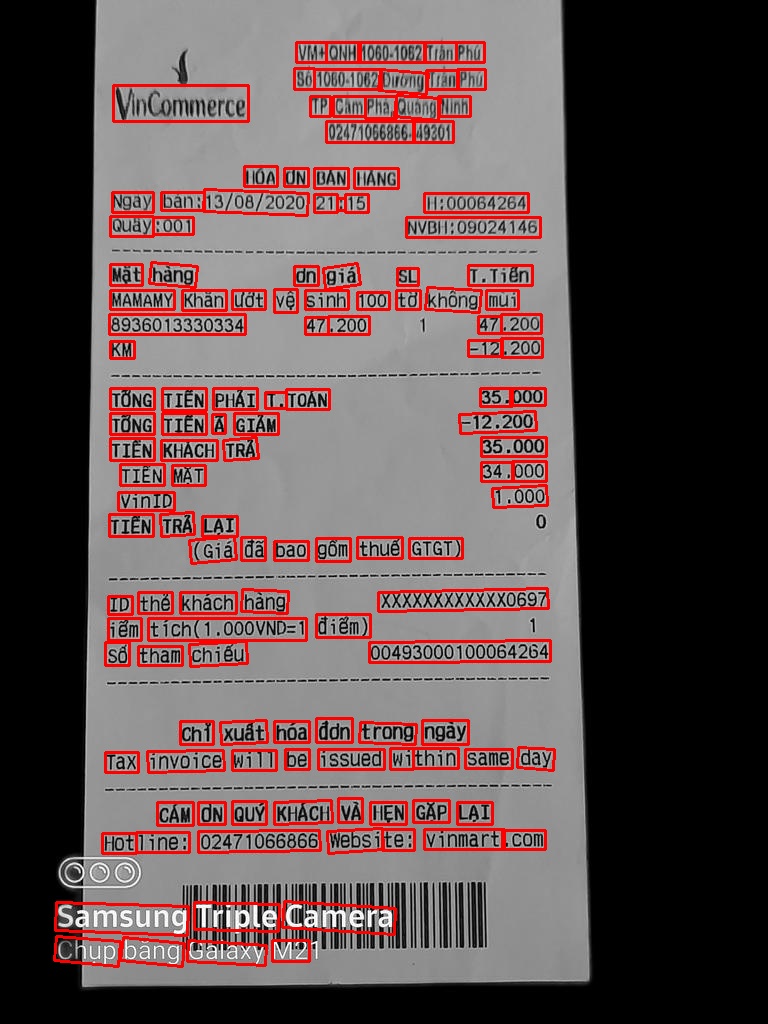 VinCommerce
VM+ QNH 1060-1062 Trần Phú
Số 1060-1062 Đường Trần Phú
TP. Cẩm Phả, Quảng Ninh
02471066866-49201
HÓA ĐN BÁN HÀNG
Ngày bán:13/08/2020 21:15 H:00064264
Quầy:001 NVBH:09024146
Mặt hàng ơn giá SL T.Tiền
MAMAMY Khăn ướt vệ sinh 100 tờ không mùi
8936013330334 47.200 1 47.200
KM -12.200
TỔNG TIỀN PHẢI T.TOÁN 35.000
TỔNG TIỀN Ã GIẢM -12.200
TIỀN KHÁCH TRẢ 35.000
TIỀN MẶT 34.000
VinID 1.000
TIỀN TRẢ LẠI 0
(Giá đã bao gồm thuế GTGT)
ID thẻ khách hàng XXXXXXXXXXXX0697
iểm tích(1.000VND=1 điểm) 1
Số tham chiếu 00493000100064264
Chỉ xuất hóa đơn trong ngày
Tax invoice will be issued within same day
CẢM ƠN QUÝ KHÁCH VÀ HẸN GẶP LẠI
Hotline: 02471066866 Website: vinmart.com
Samsung Triple Camera
Chụp bằng Galaxy M21